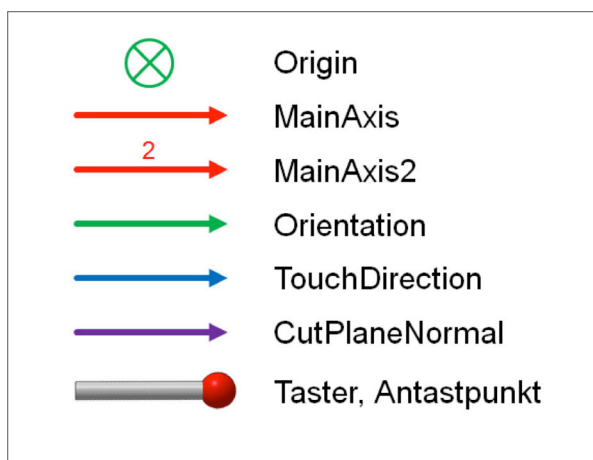 Origin
MainAxis
2
MainAxis2
Orientation
TouchDirection
CutPlaneNormal
Taster, Antastpunkt